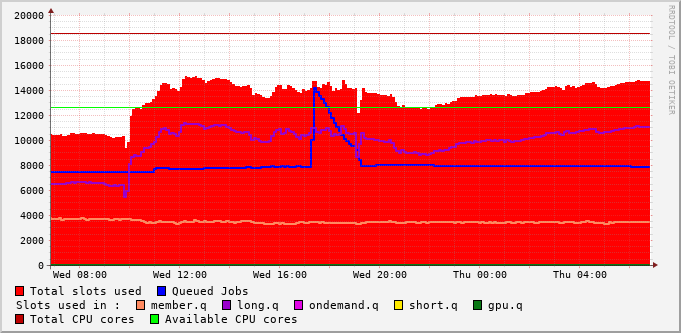 RRDTOOL / TOBI OETIKER
20000
18000
16000
14000
12000
10000
8000
6000
4000
2000
0
Wed 08:00 Wed 12:00 Wed 16:00 Wed 20:00 Thu 00:00 Thu 04:00
Total slots used Queued Jobs
Slots used in : member.q long.q ondemand.q short.q gpu.q
Total CPU cores Available CPU cores